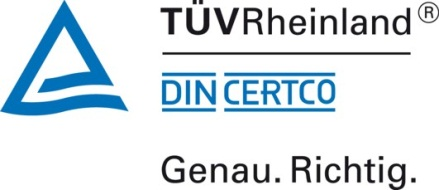 TÜVRheinland®
DIN CERTCO
Genau. Richtig.